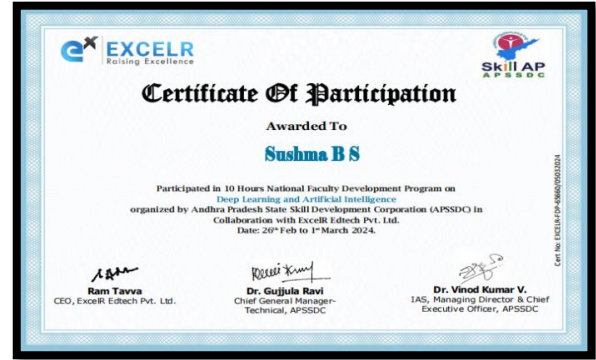 EXCELR
Raising Excellence
Skill AP
APSSDC
Certificate Of Participation
Awarded To
Sushma B S
Participated in 10 Hours National Faculty Development Program on
Deep Learning and Artificial Intelligence
organized by Andhra Pradesh State Skill Development Corporation (APSSDC) in
Collaboration with ExcelR Edtech Pvt. Ltd.
Date: 26th Feb to 1st March 2024.
Ram Tavva
CEO, ExcelR Edtech Pvt. Ltd.
Dr. Gujjula Ravi
Chief General Manager-
Technical, APSSDC
Dr. Vinod Kumar V.
IAS, Managing Director & Chief
Executive Officer, APSSDC
Cert No: EXCELR-FDP-65660/05032024